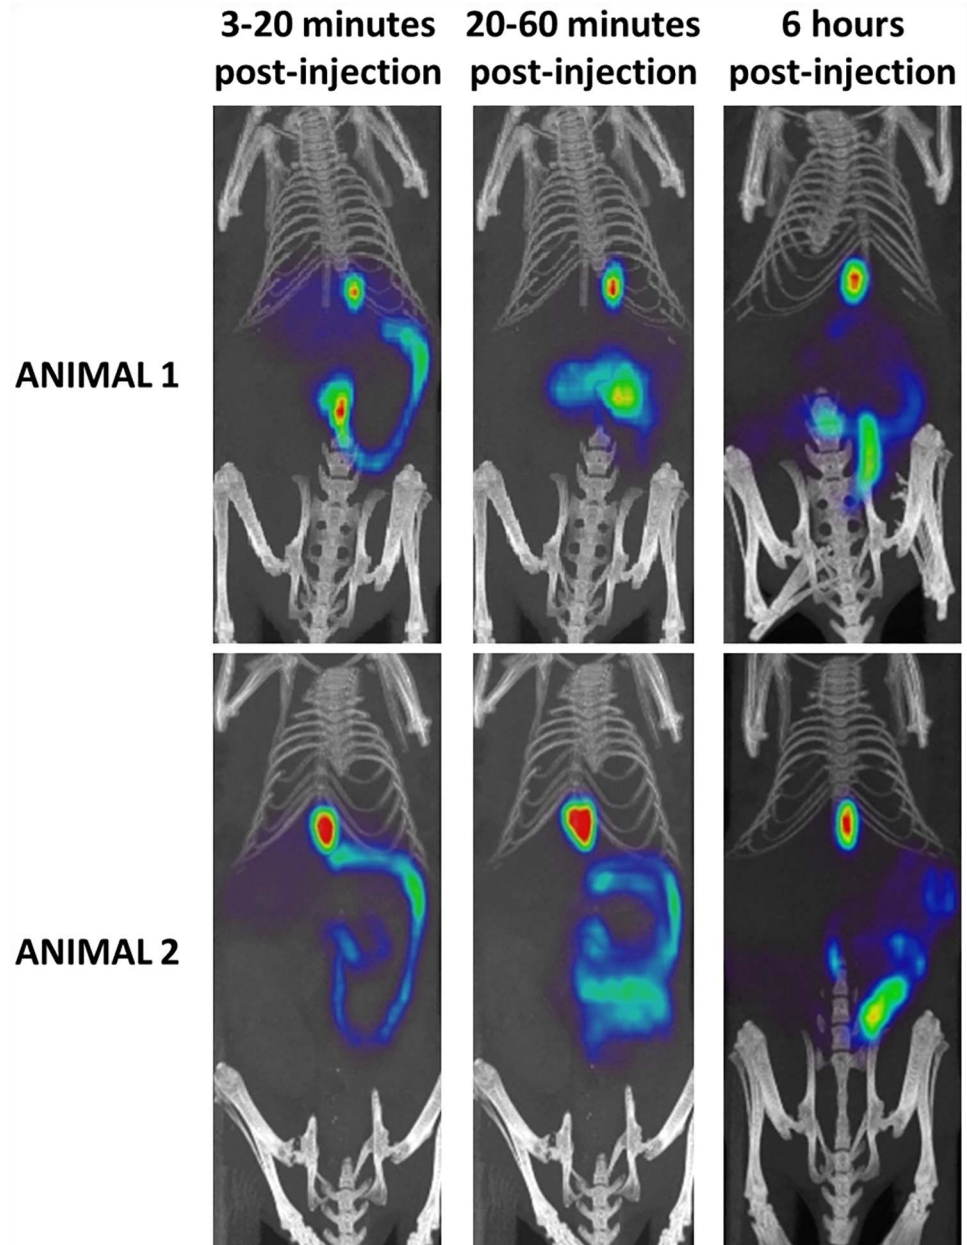 3-20 minutes
post-injection
20-60 minutes
post-injection
6 hours
post-injection
ANIMAL 1
ANIMAL 2